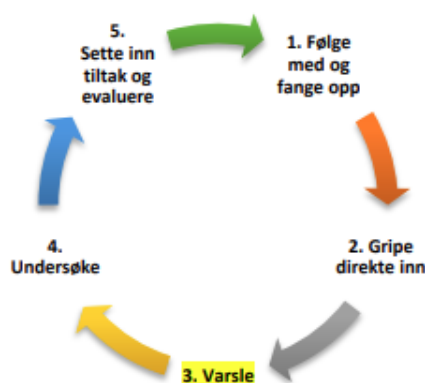 1. Følge
med og
fange opp
2. Gripe
direkte inn
3. Varsle
4.
Undersøke
5.
Sette inn
tiltak og
evaluere